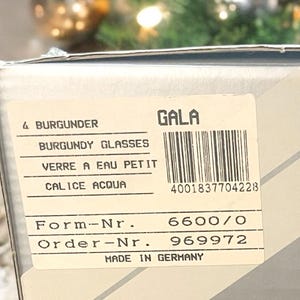 4 BURGUNDER GALA
BURGUNDY GLASSES
VERRE A EAU PETIT
CALICE ACQUA
4001837704228
Form-Nr. 6600/0
Order-Nr. 969972
MADE IN GERMANY